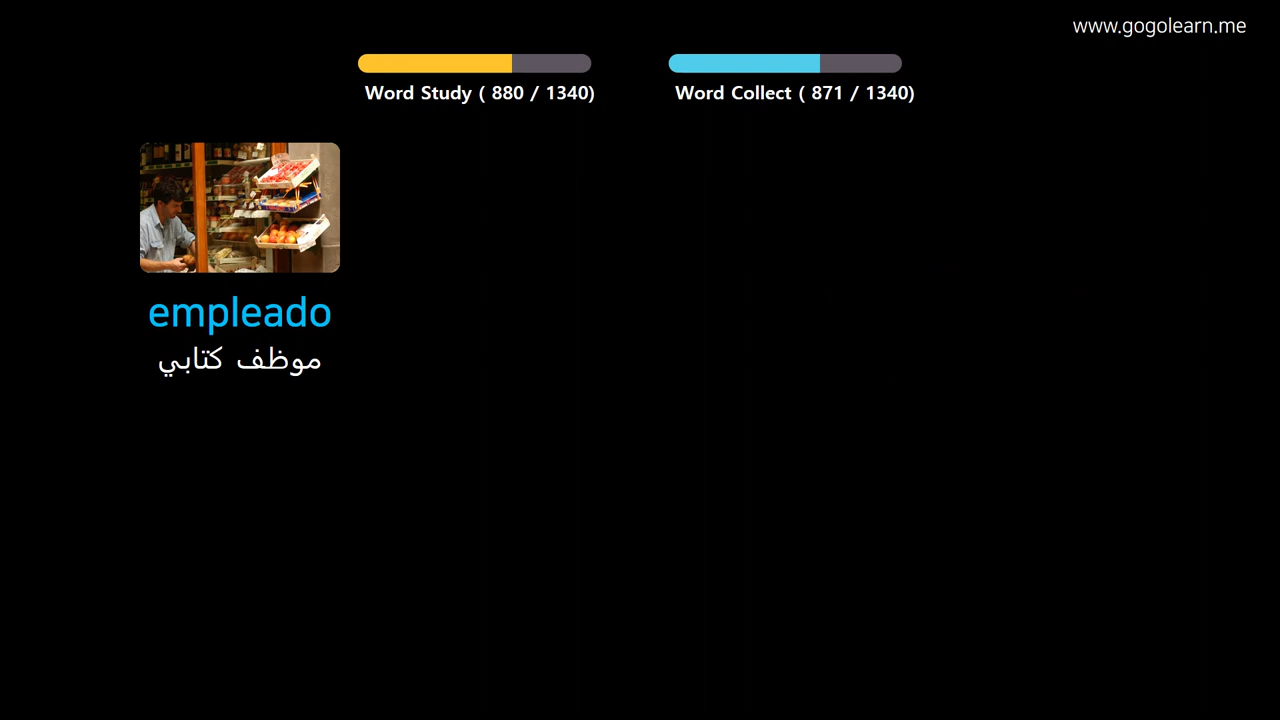 www.gogolearn.me
Word Study ( 880 / 1340)
Word Collect ( 871 / 1340)
empleado
موظف كتابي